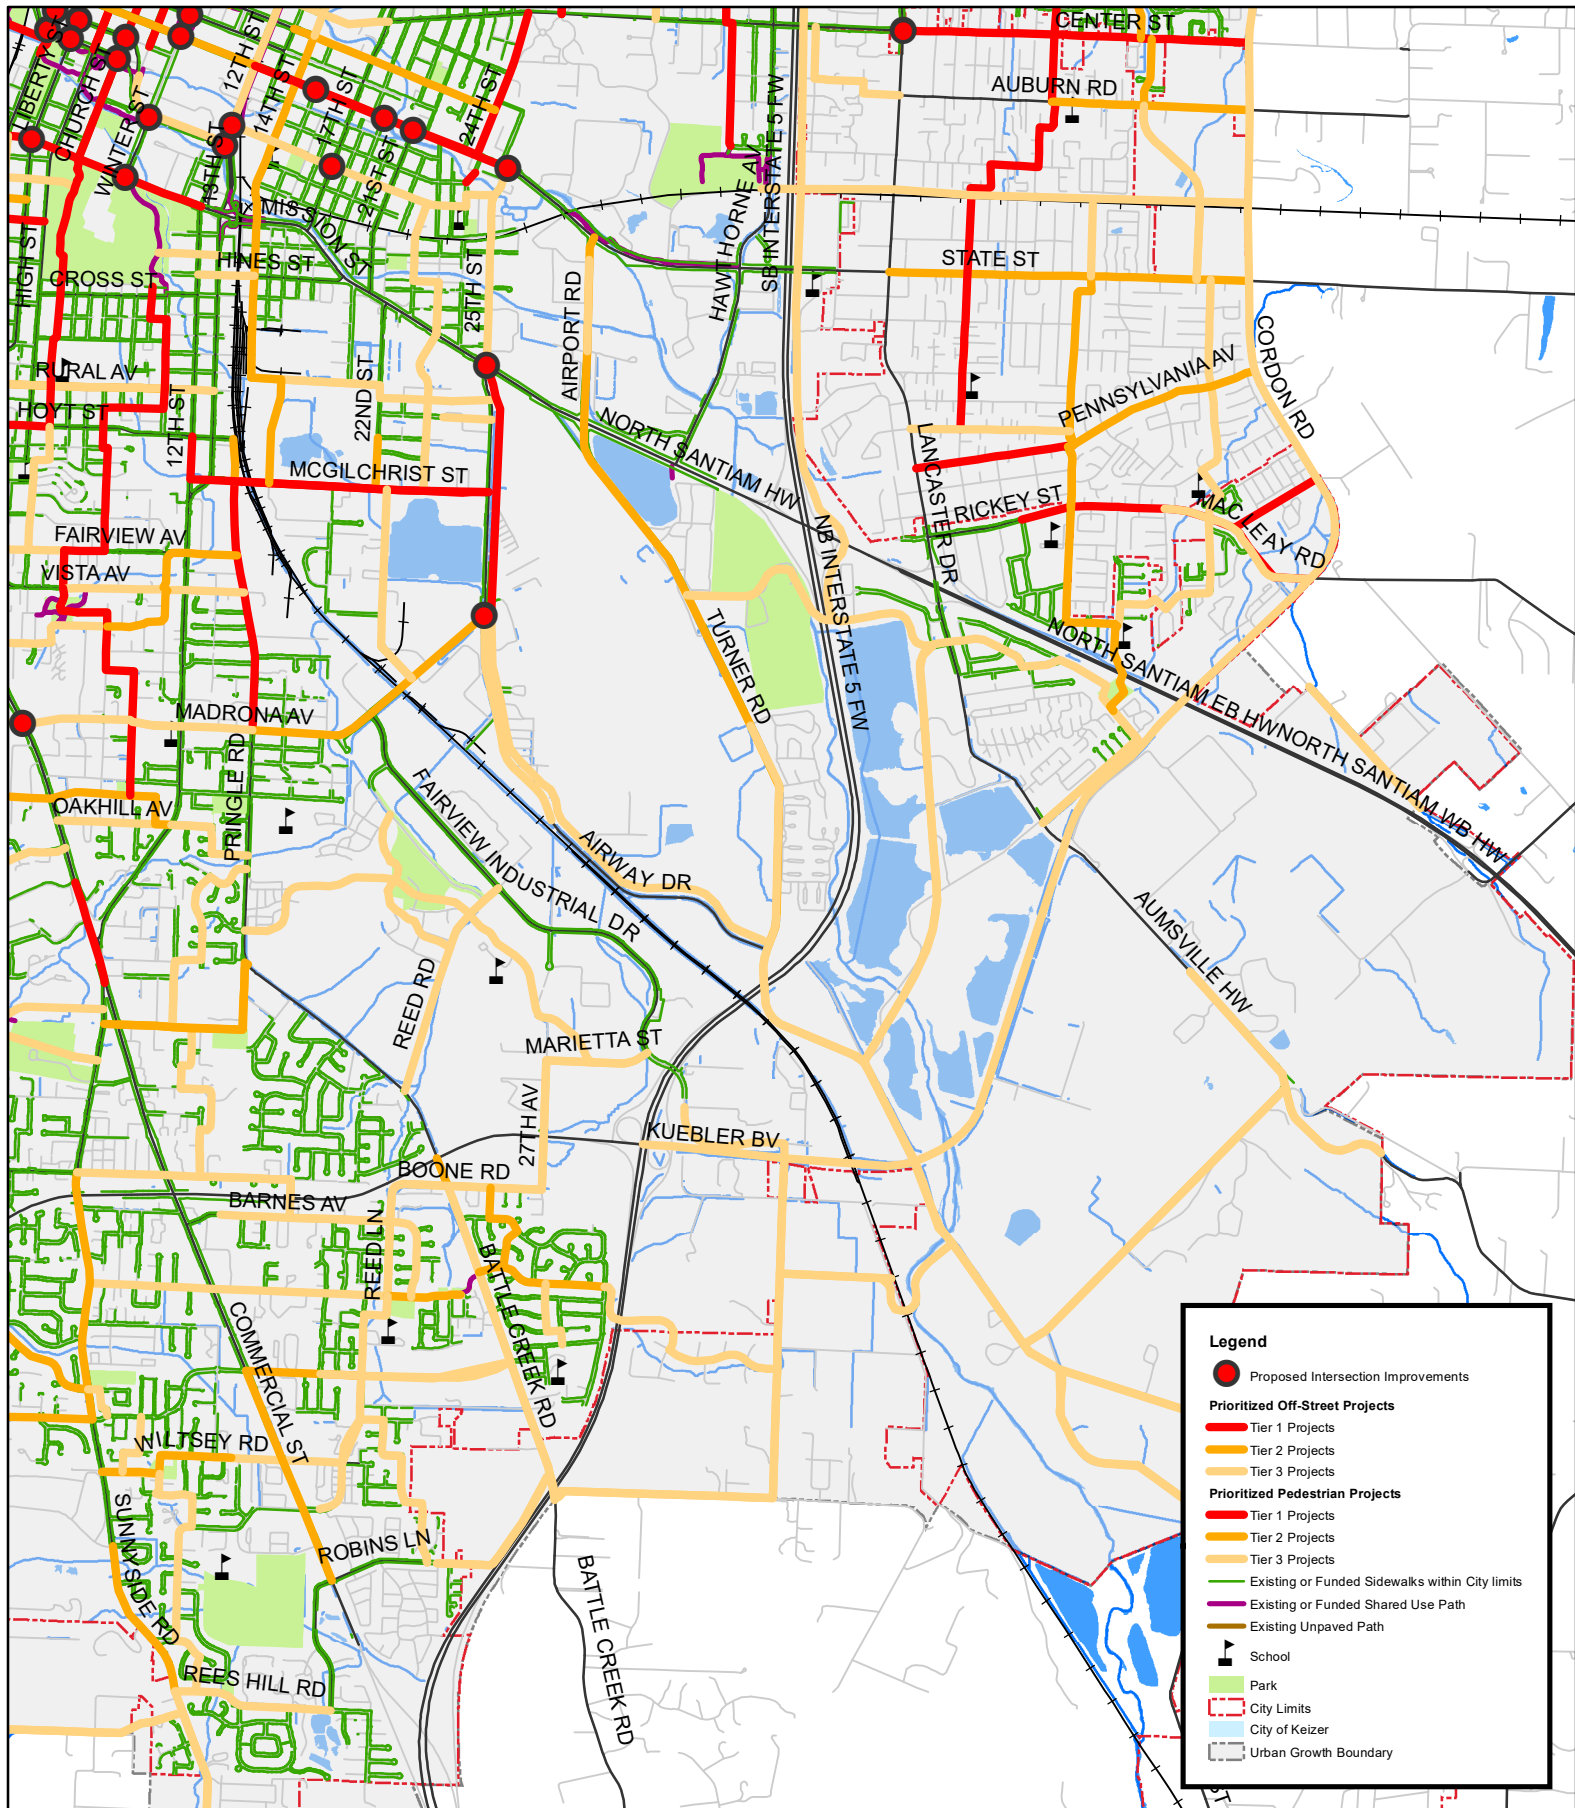 CENTER ST
LIBERTY ST
CHURCH ST
12TH ST
14TH ST
17TH ST
24TH ST
AUBURN RD
WINTER ST
13TH ST
21ST ST
MISSION ST
HAWTHORNE AV
SB INTERSTATE 5 FW
HIGH ST
CROSS ST
HINES ST
25TH ST
AIRPORT RD
STATE ST
CORDON RD
RURAL AV
HOYT ST
12TH ST
22ND ST
PENNSYLVANIA AV
NORTH SANTIAM HW
MCGILCHRIST ST
LANCASTER DR
RICKEY ST
MACLEAY RD
FAIRVIEW AV
VISTA AV
NB INTERSTATE 5 FW
TURNER RD
NORTH SANTIAM EB HW
NORTH SANTIAM WB HW
MADRONA AV
PRINGLE RD
OAKHILL AV
FAIRVIEW INDUSTRIAL DR
AIRWAY DR
AUMSVILLE HW
REED RD
MARIETTA ST
27TH AV
KUEBLER BV
BOONE RD
BARNES AV
REED LN
BATTLE CREEK RD
COMMERCIAL ST
WILTSEY RD
SUNNYSIDE RD
ROBINS LN
BATTLE CREEK RD
REES HILL RD
Legend
Proposed Intersection Improvements
Prioritized Off-Street Projects
Tier 1 Projects
Tier 2 Projects
Tier 3 Projects
Prioritized Pedestrian Projects
Tier 1 Projects
Tier 2 Projects
Tier 3 Projects
Existing or Funded Sidewalks within City limits
Existing or Funded Shared Use Path
Existing Unpaved Path
School
Park
City Limits
City of Keizer
Urban Growth Boundary
ST